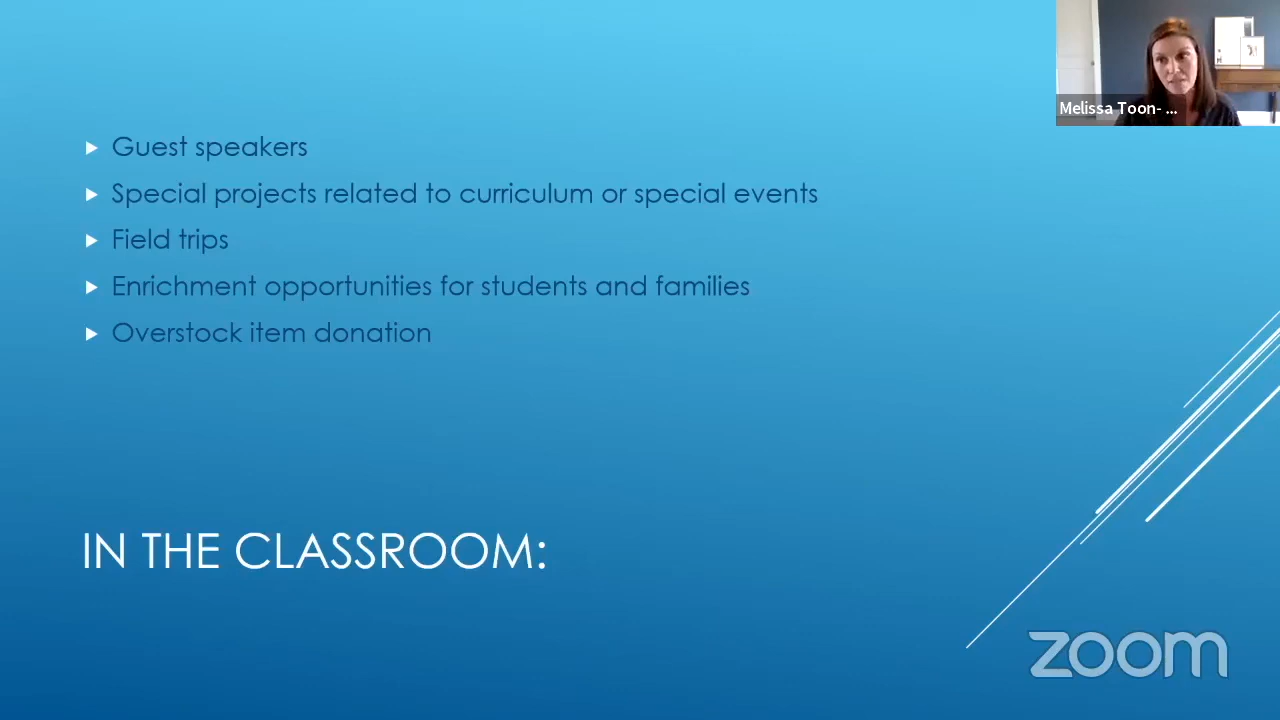 Melissa Toon- ...
Guest speakers
Special projects related to curriculum or special events
Field trips
Enrichment opportunities for students and families
Overstock item donation
IN THE CLASSROOM:
zoom